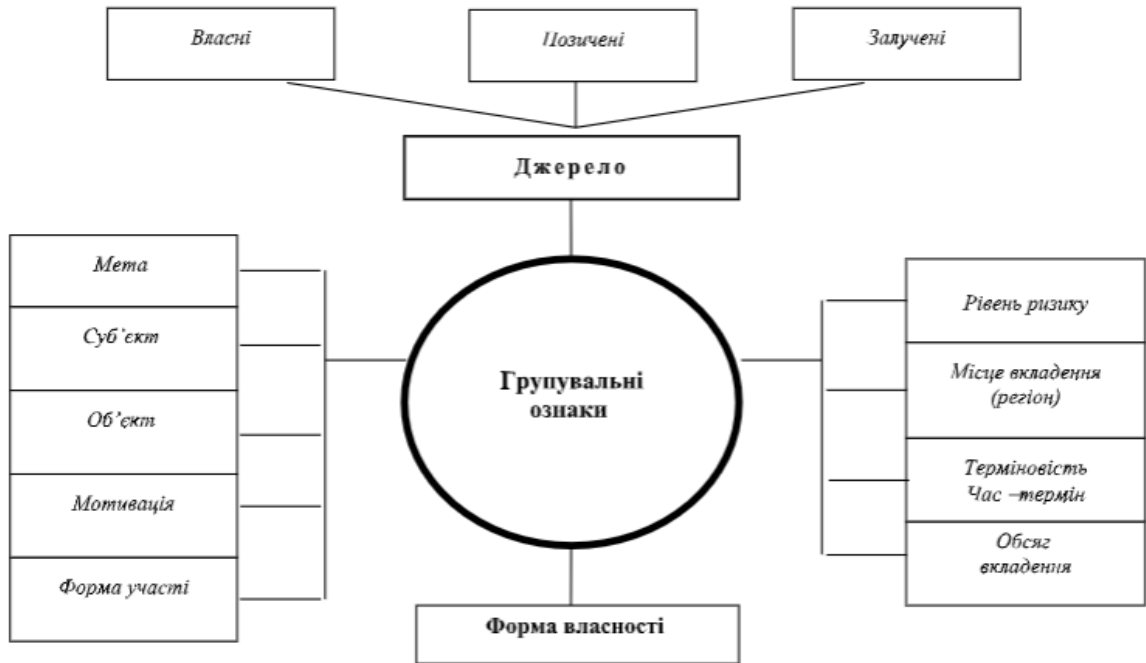 Власні
Позичені
Залучені
Джерело
Мета
Суб’єкт
Об’єкт
Мотивація
Форма участі
Групувальні
ознаки
Рівень ризику
Місце вкладення
(регіон)
Терміновість
Час –термін
Обсяг
вкладення
Форма власності